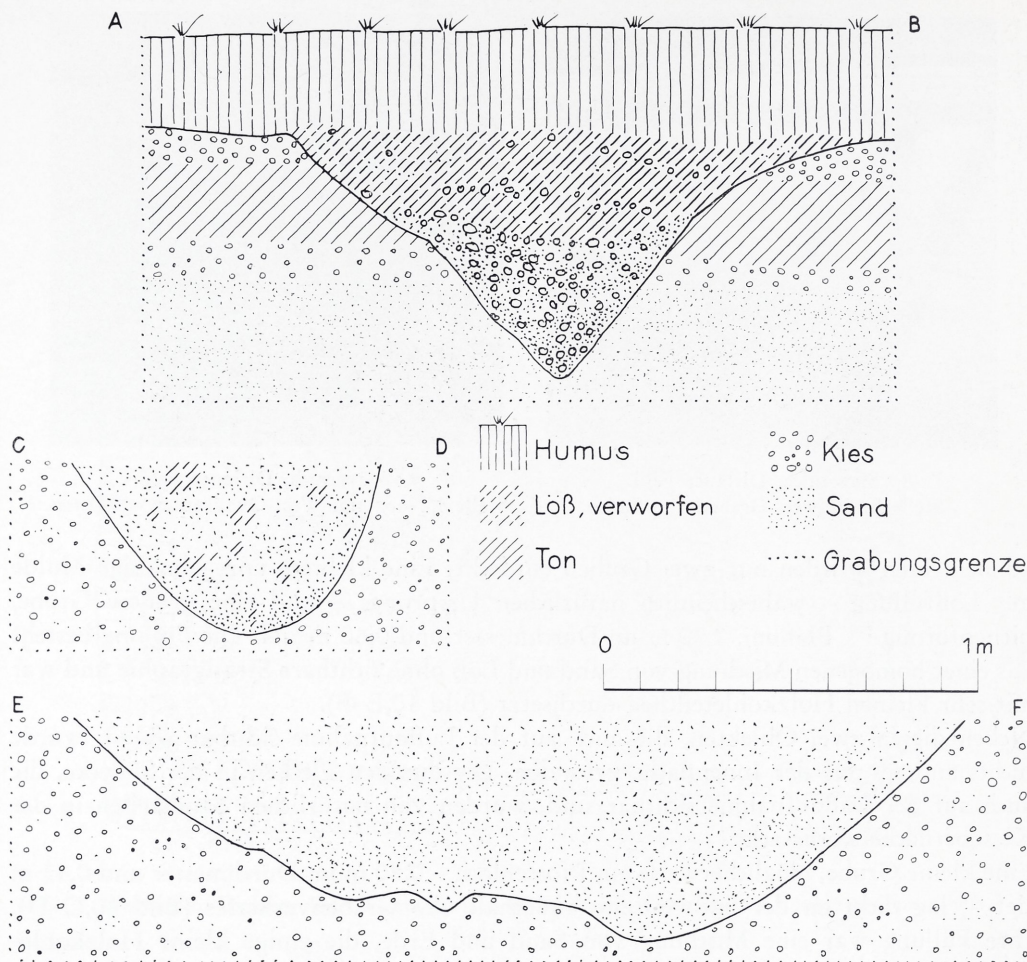 A B
C D
Humus
Löß, verworfen
Ton
Kies
Sand
Grabungsgrenze
0 1m
E F